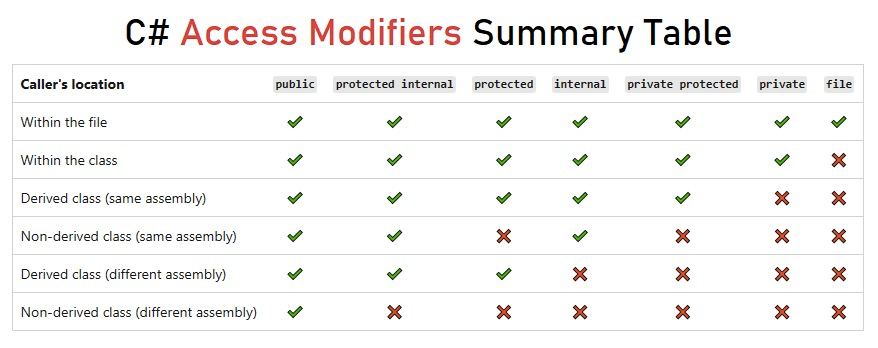 C# Access Modifiers Summary Table
Caller's location public protected internal protected internal private protected private file
Within the file ✔ ✔ ✔ ✔ ✔ ✔ ✔
Within the class ✔ ✔ ✔ ✔ ✔ ✔ ✖
Derived class (same assembly) ✔ ✔ ✔ ✔ ✔ ✖ ✖
Non-derived class (same assembly) ✔ ✔ ✖ ✔ ✖ ✖ ✖
Derived class (different assembly) ✔ ✔ ✔ ✖ ✖ ✖ ✖
Non-derived class (different assembly) ✔ ✖ ✖ ✖ ✖ ✖ ✖